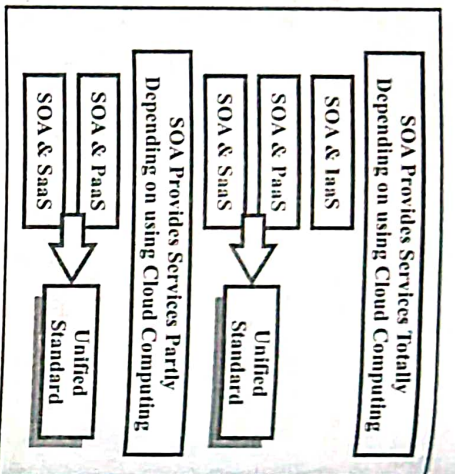 SOA Provides Services Totally
Depending on using Cloud Computing
SOA & IaaS
SOA & PaaS
SOA & SaaS
Unified
Standard
SOA Provides Services Partly
Depending on using Cloud Computing
SOA & PaaS
SOA & SaaS
Unified
Standard